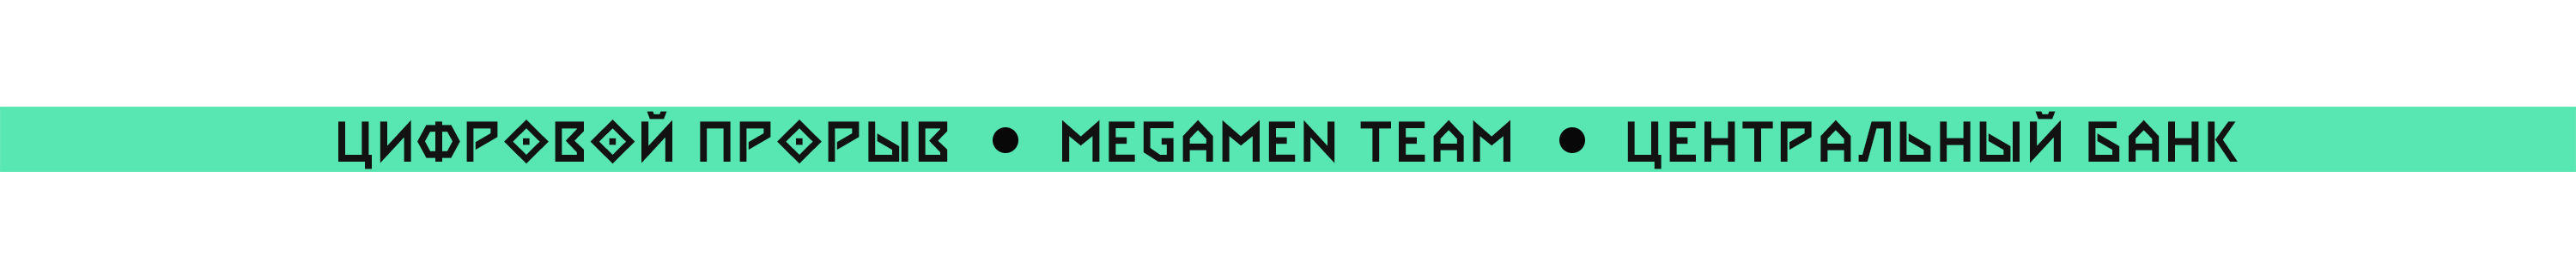 ЦИФРОВОЙ ПРОРЫВ • MEGAMEN TEAM • ЦЕНТРАЛЬНЫЙ БАНК